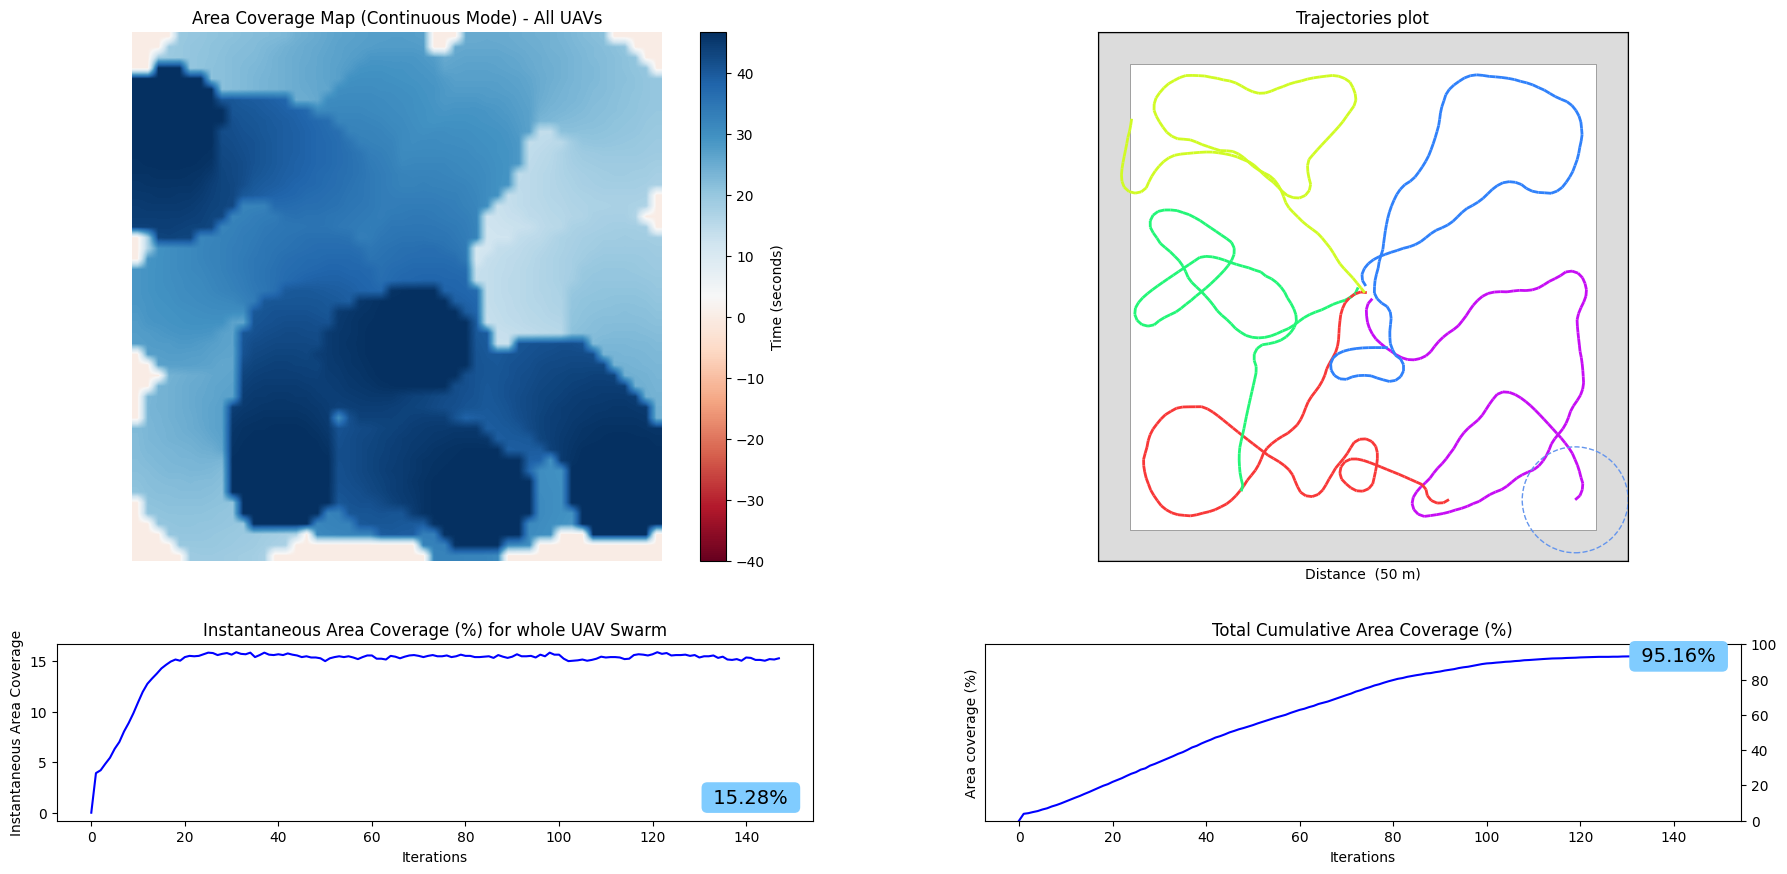 Area Coverage Map (Continuous Mode) - All UAVs
40
30
20
10
0
−10
−20
−30
−40
Time (seconds)
Trajectories plot
Distance  (50 m)
Instantaneous Area Coverage (%) for whole UAV Swarm
Instantaneous Area Coverage
15
10
5
0
15.28%
0 20 40 60 80 100 120 140
Iterations
Total Cumulative Area Coverage (%)
Area coverage (%)
95.16%
100
80
60
40
20
0
0 20 40 60 80 100 120 140
Iterations